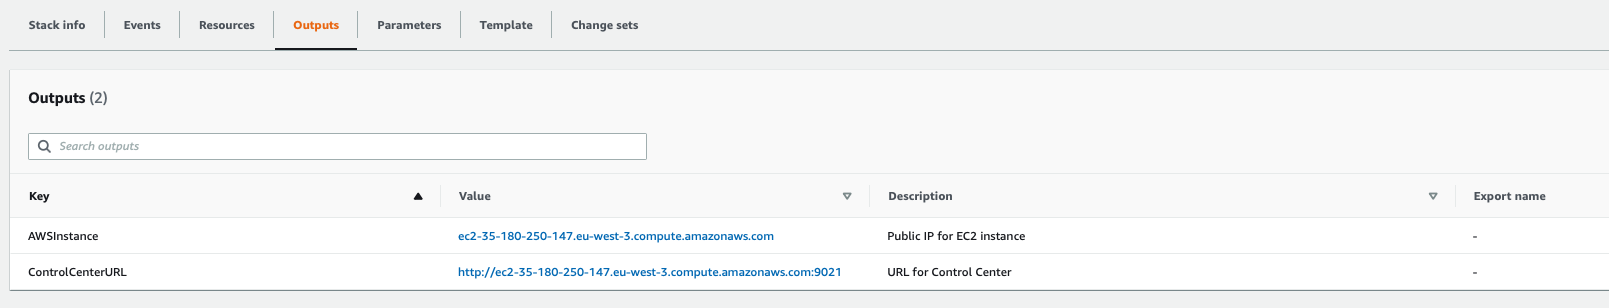 Stack info Events Resources Outputs Parameters Template Change sets
Outputs (2)
Search outputs
Key Value Description Export name
AWSInstance ec2-35-180-250-147.eu-west-3.compute.amazonaws.com Public IP for EC2 instance -
ControlCenterURL http://ec2-35-180-250-147.eu-west-3.compute.amazonaws.com:9021 URL for Control Center -